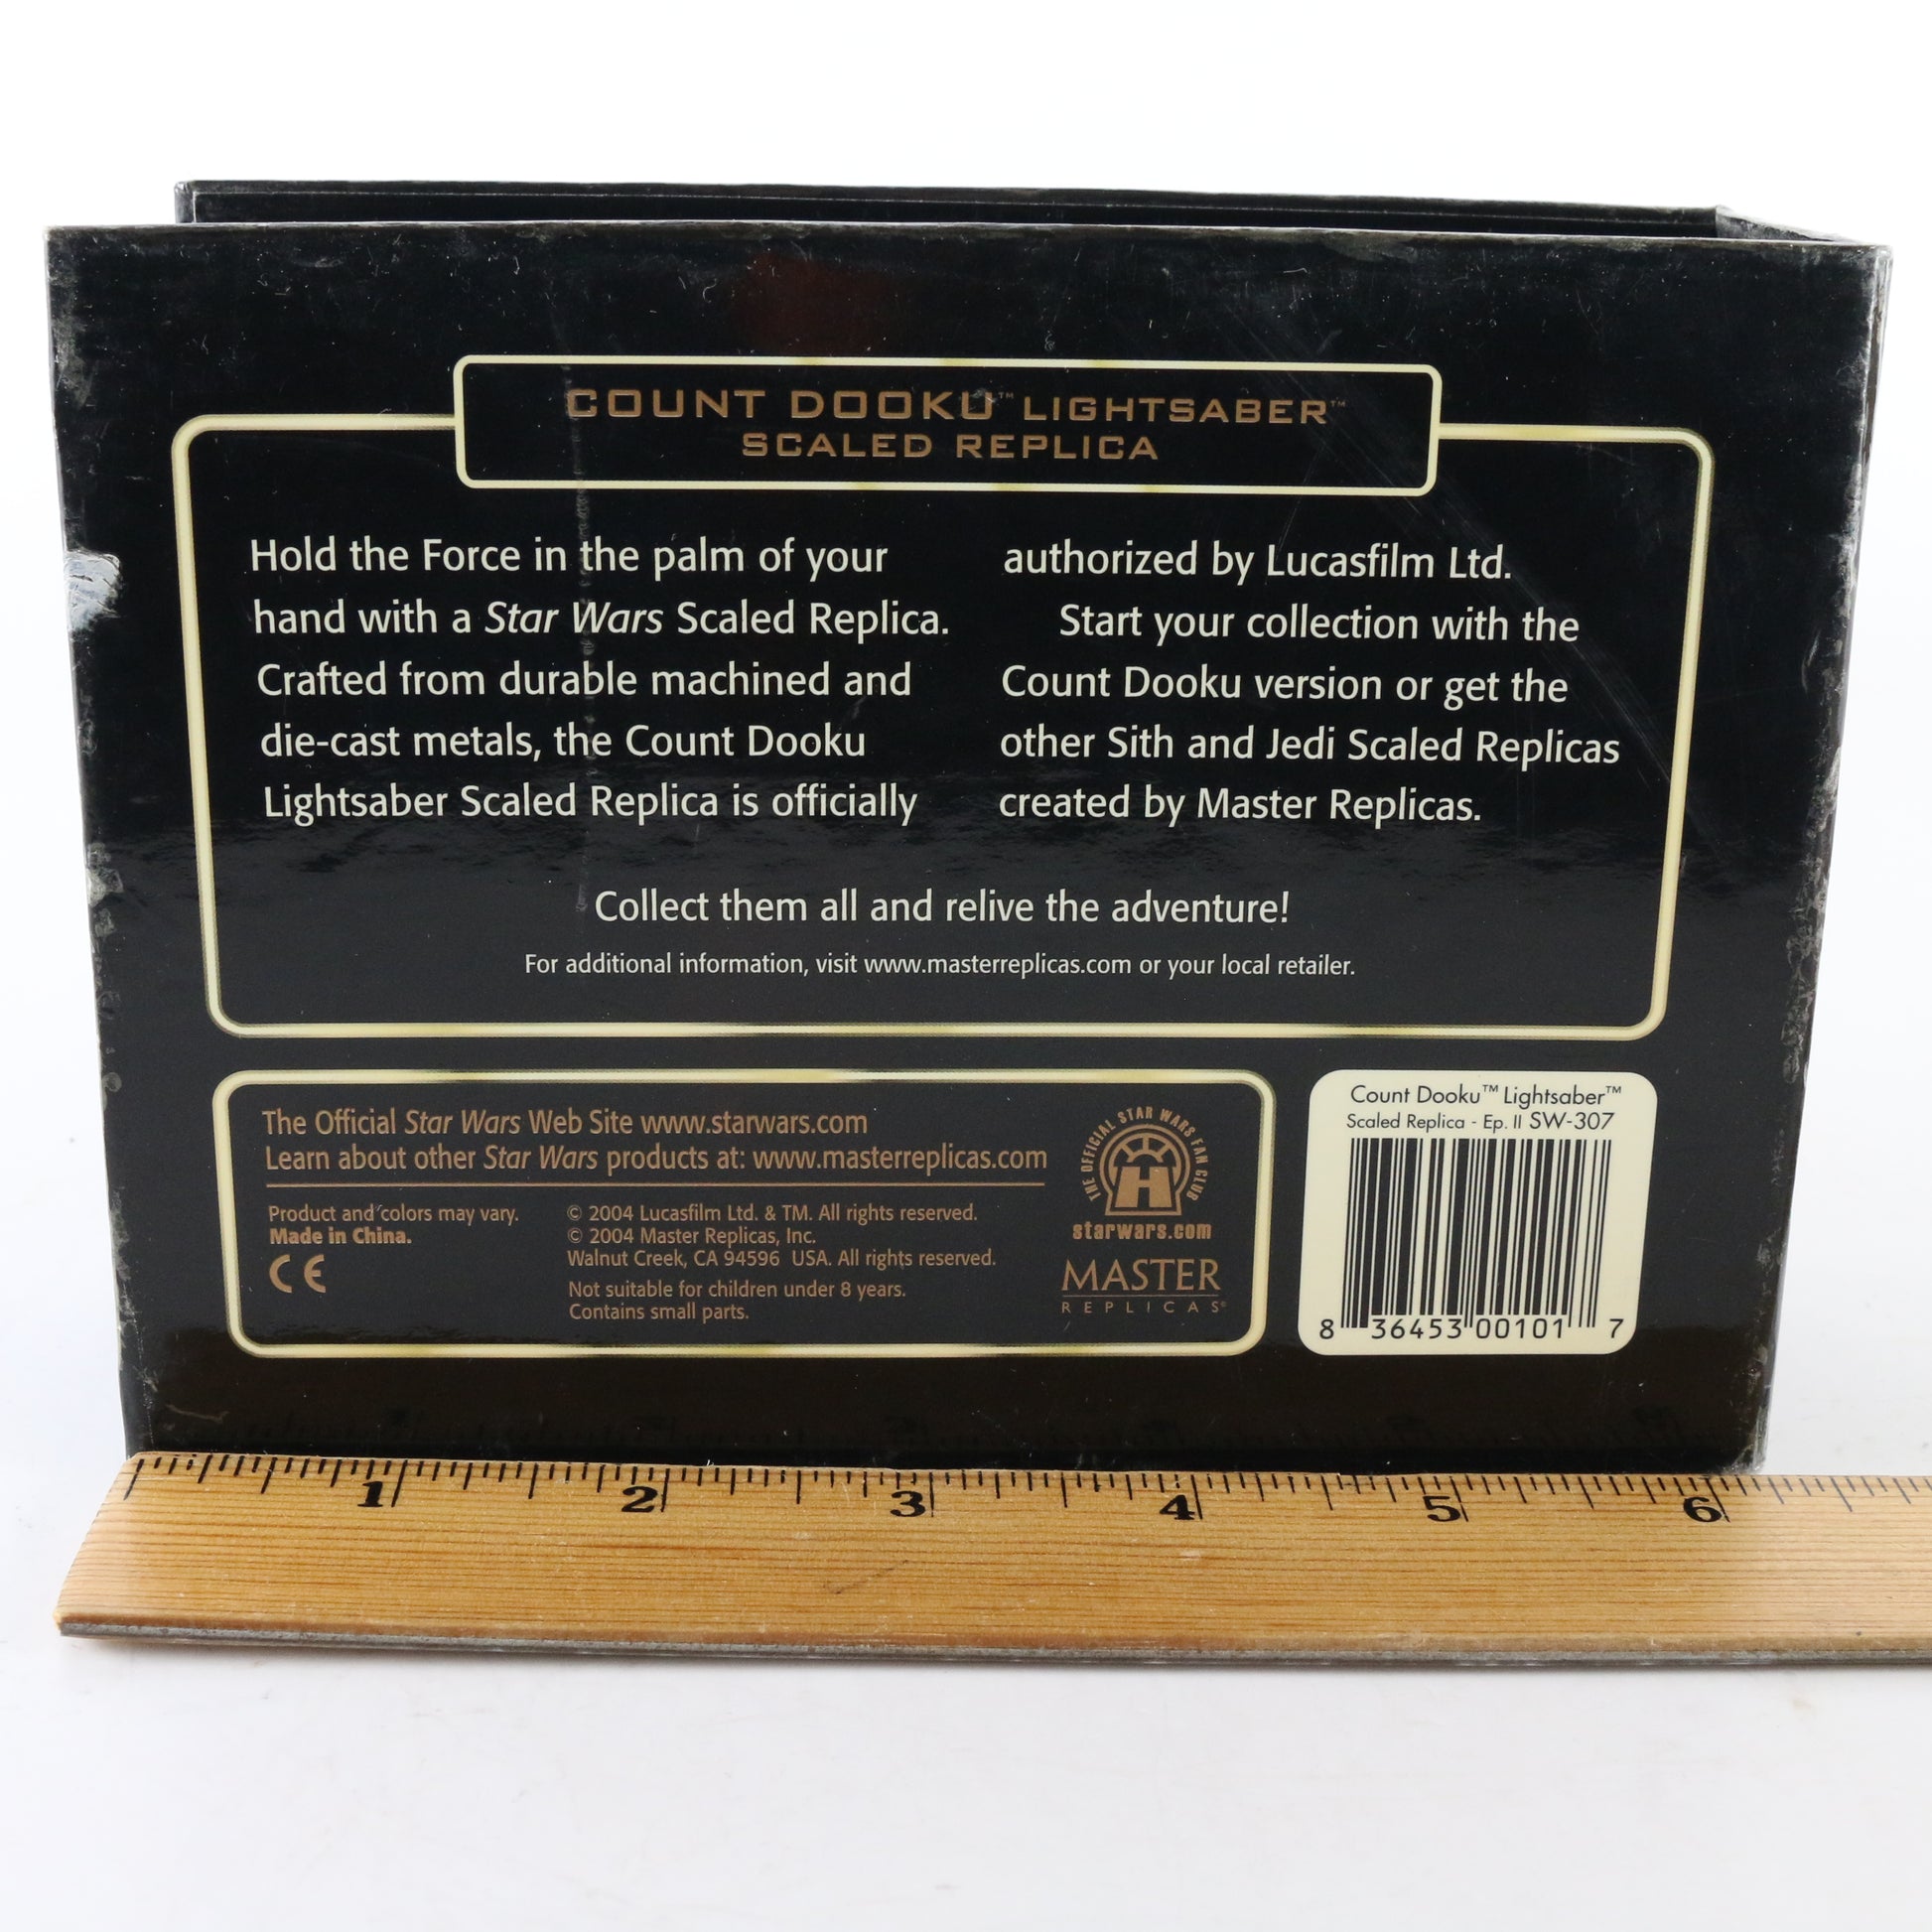 COUNT DOOKU™ LIGHTSABER™
SCALED REPLICA
Hold the Force in the palm of your
hand with a Star Wars Scaled Replica.
Crafted from durable machined and
die-cast metals, the Count Dooku
Lightsaber Scaled Replica is officially
authorized by Lucasfilm Ltd.
Start your collection with the
Count Dooku version or get the
other Sith and Jedi Scaled Replicas
created by Master Replicas.
Collect them all and relive the adventure!
For additional information, visit www.masterreplicas.com or your local retailer.
The Official Star Wars Web Site www.starwars.com
Learn about other Star Wars products at: www.masterreplicas.com
Product and colors may vary.
Made in China.
CE
© 2004 Lucasfilm Ltd. & TM. All rights reserved.
© 2004 Master Replicas, Inc.
Walnut Creek, CA 94596 USA. All rights reserved.
Not suitable for children under 8 years.
Contains small parts.
THE OFFICIAL STAR WARS FAN CLUB
starwars.com
MASTER
REPLICAS®
Count Dooku™ Lightsaber™
Scaled Replica - Ep. II SW-307
8 36453 00101 7
1 2 3 4 5 6